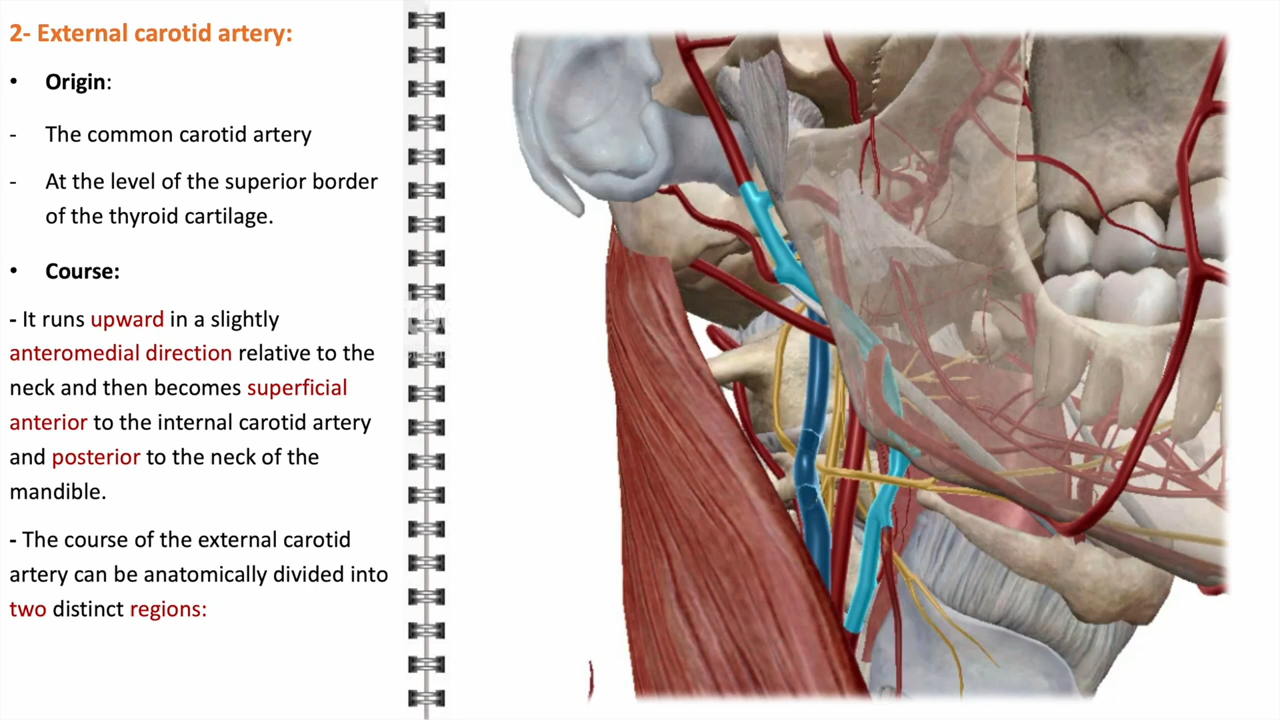 2- External carotid artery:
• Origin:
- The common carotid artery
- At the level of the superior border
of the thyroid cartilage.
• Course:
- It runs upward in a slightly
anteromedial direction relative to the
neck and then becomes superficial
anterior to the internal carotid artery
and posterior to the neck of the
mandible.
- The course of the external carotid
artery can be anatomically divided into
two distinct regions: